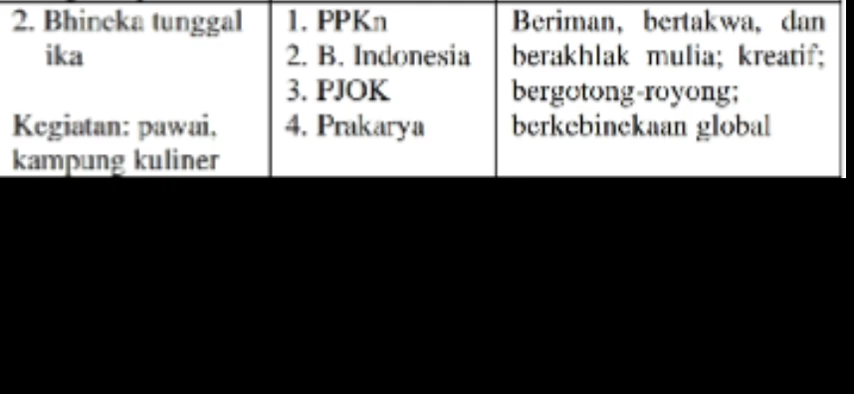 2. Bhineka tunggal
ika
Kegiatan: pawai,
kampung kuliner
1. PPKn
2. B. Indonesia
3. PJOK
4. Prakarya
Beriman, bertakwa, dan
berakhlak mulia; kreatif;
bergotong-royong;
berkebinekaan global